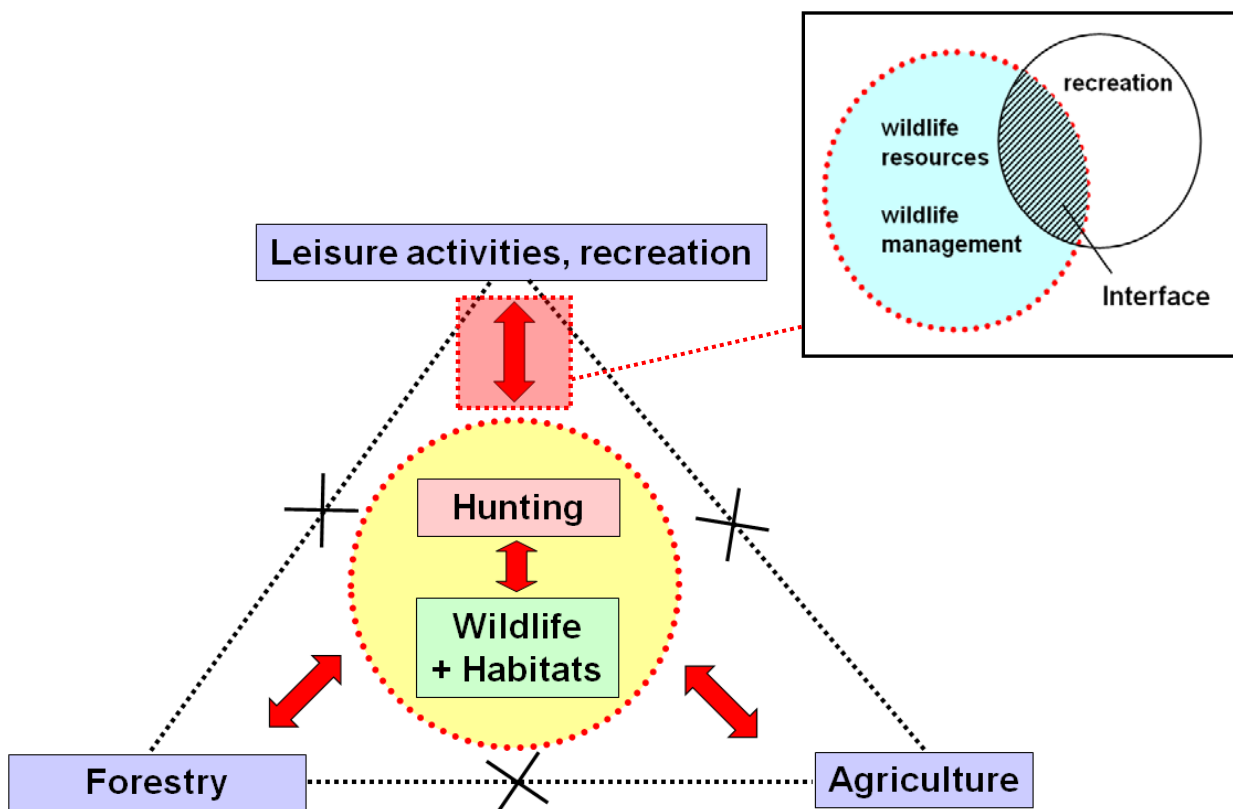 recreation
wildlife
resources
wildlife
management
Interface
Leisure activities, recreation
Hunting
Wildlife
+ Habitats
Forestry
Agriculture